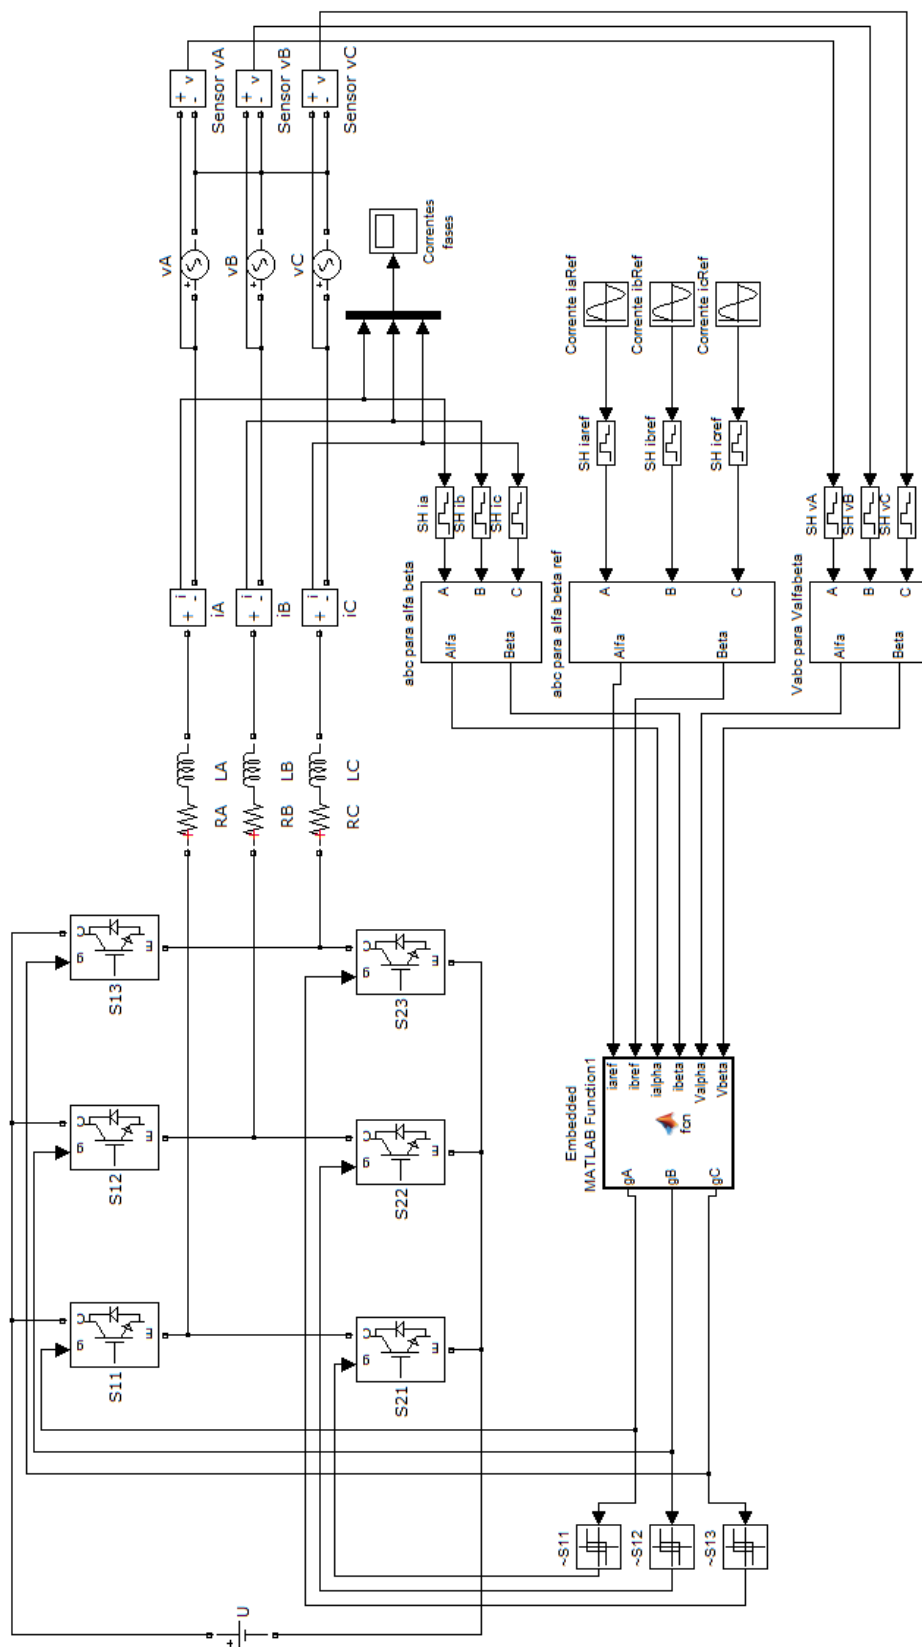 U
+
S11
g
C
E
S12
g
C
E
S13
g
C
E
S21
g
C
E
S22
g
C
E
S23
g
C
E
RA LA
RB LB
RC LC
+ i -
iA
+ i -
iB
+ i -
iC
vA
+
vB
+
vC
+
+ v -
Sensor vA
+ v -
Sensor vB
+ v -
Sensor vC
Correntes
fases
SH ia
SH ib
SH ic
abc para alfa beta
Alfa
Beta
A
B
C
Corrente iaRef
Corrente ibRef
Corrente icRef
SH iaref
SH ibref
SH icref
abc para alfa beta ref
Alfa
Beta
A
B
C
SH vA
SH vB
SH vC
Vabc para Valfabeta
Alfa
Beta
A
B
C
Embedded
MATLAB Function1
gA
gB
gC
fcn
iaref
ibref
ialpha
ibeta
Valpha
Vbeta
~S11
~S12
~S13